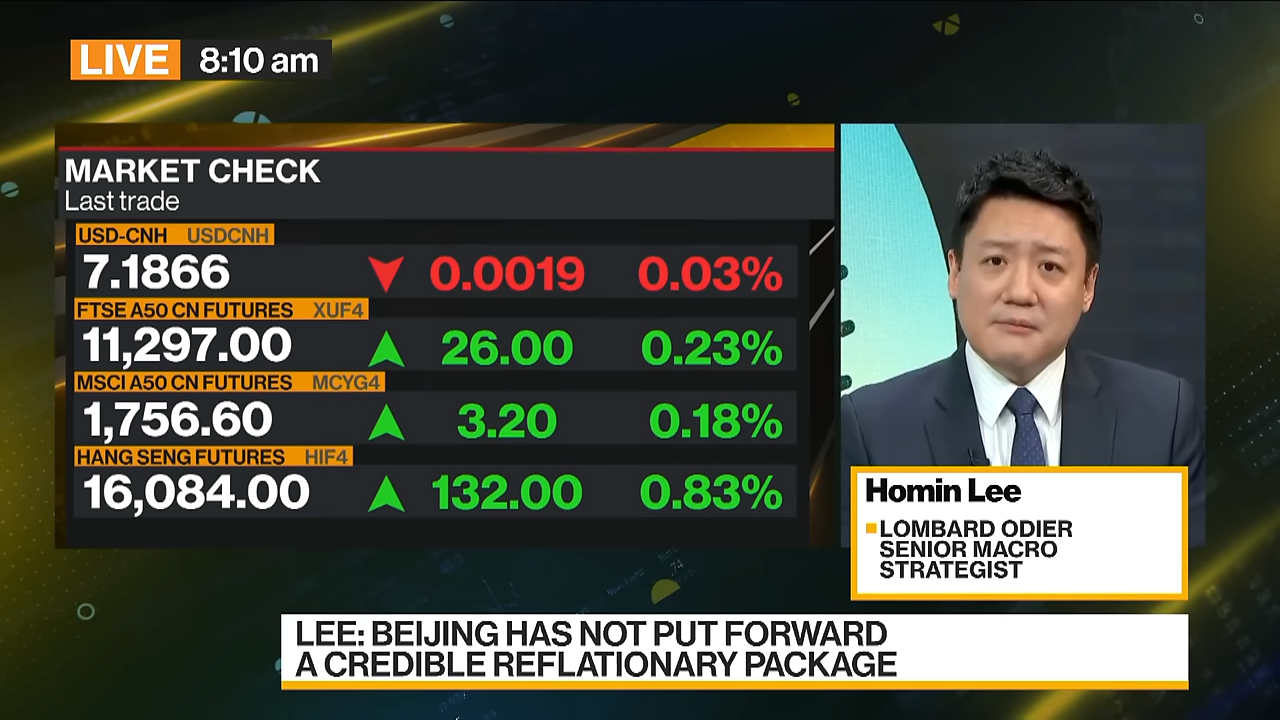 LIVE 8:10 am
MARKET CHECK
Last trade
USD-CNH USDCNH
7.1866 0.0019 0.03%
FTSE A50 CN FUTURES XUF4
11,297.00 26.00 0.23%
MSCI A50 CN FUTURES MCYG4
1,756.60 3.20 0.18%
HANG SENG FUTURES HIF4
16,084.00 132.00 0.83%
Homin Lee
LOMBARD ODIER
SENIOR MACRO
STRATEGIST
.74
LEE: BEIJING HAS NOT PUT FORWARD
A CREDIBLE REFLATIONARY PACKAGE